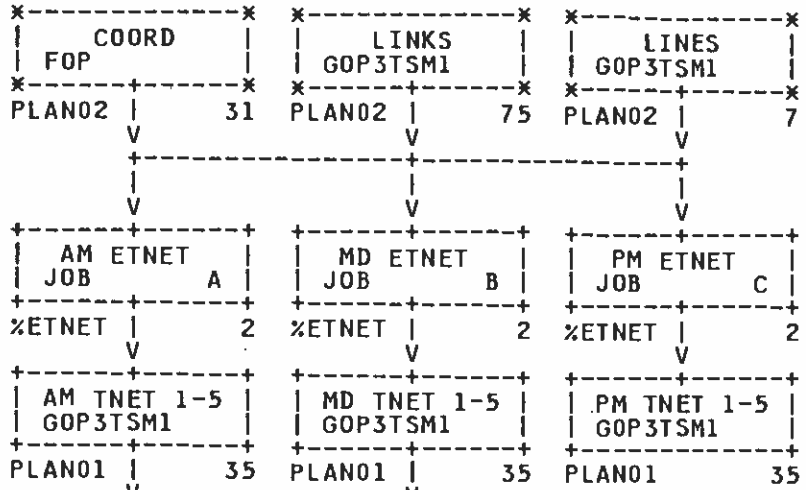 COORD LINKS LINES
FOP GOP3TSM1 GOP3TSM1
PLAN02 31 PLAN02 75 PLAN02 7
AM ETNET MD ETNET PM ETNET
JOB A JOB B JOB C
%ETNET 2 %ETNET 2 %ETNET 2
AM TNET 1-5 MD TNET 1-5 PM TNET 1-5
GOP3TSM1 GOP3TSM1 GOP3TSM1
PLAN01 35 PLAN01 35 PLAN01 35